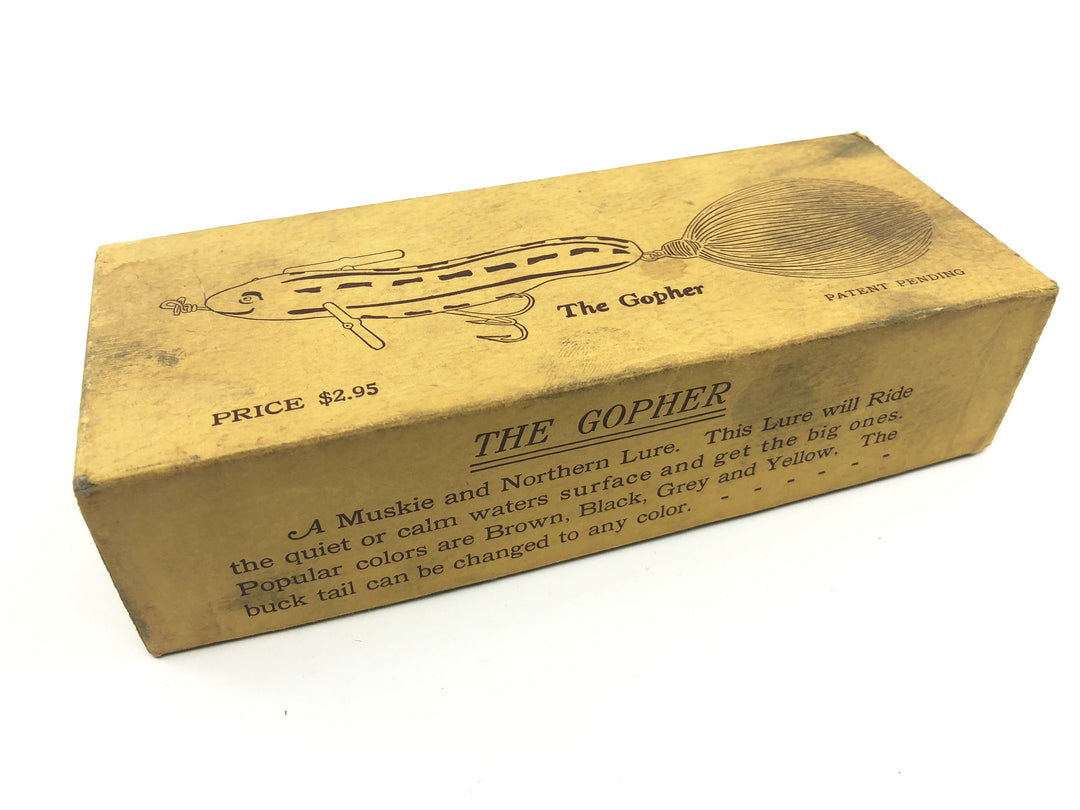 The Gopher
PATENT PENDING
PRICE $2.95
THE GOPHER
A Muskie and Northern Lure. This Lure will Ride
the quiet or calm waters surface and get the big ones.
Popular colors are Brown, Black, Grey and Yellow. The
buck tail can be changed to any color. - - - - - -